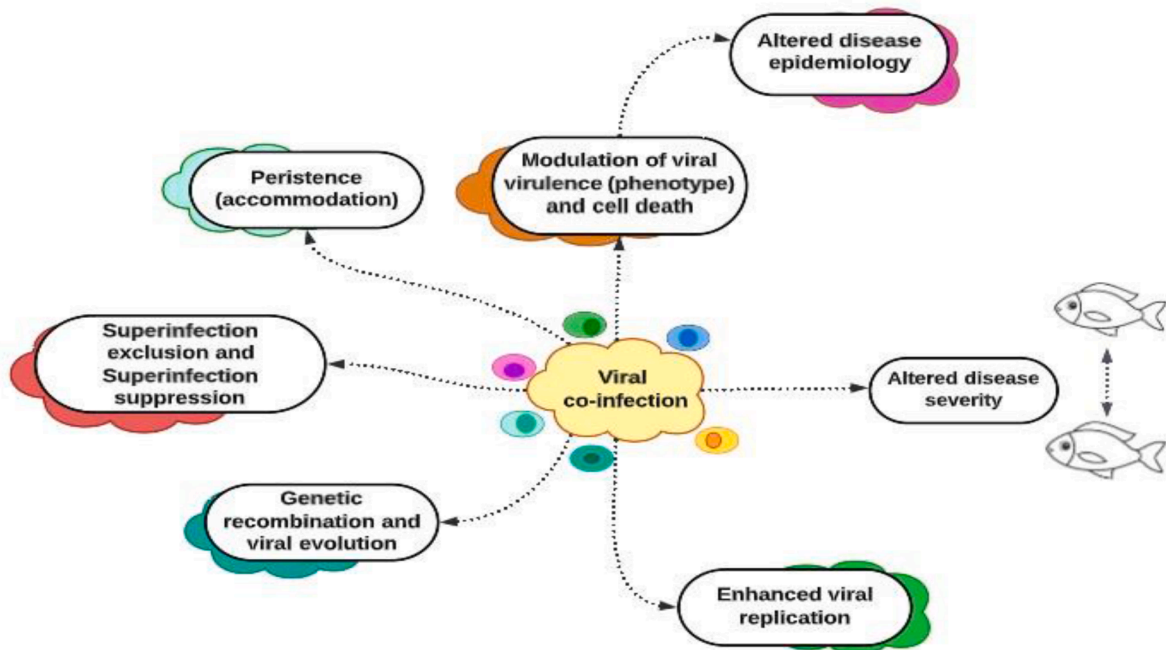 Altered disease
epidemiology
Modulation of viral
virulence (phenotype)
and cell death
Peristence
(accommodation)
Superinfection
exclusion and
Superinfection
suppression
Viral
co-infection
Altered disease
severity
Genetic
recombination and
viral evolution
Enhanced viral
replication